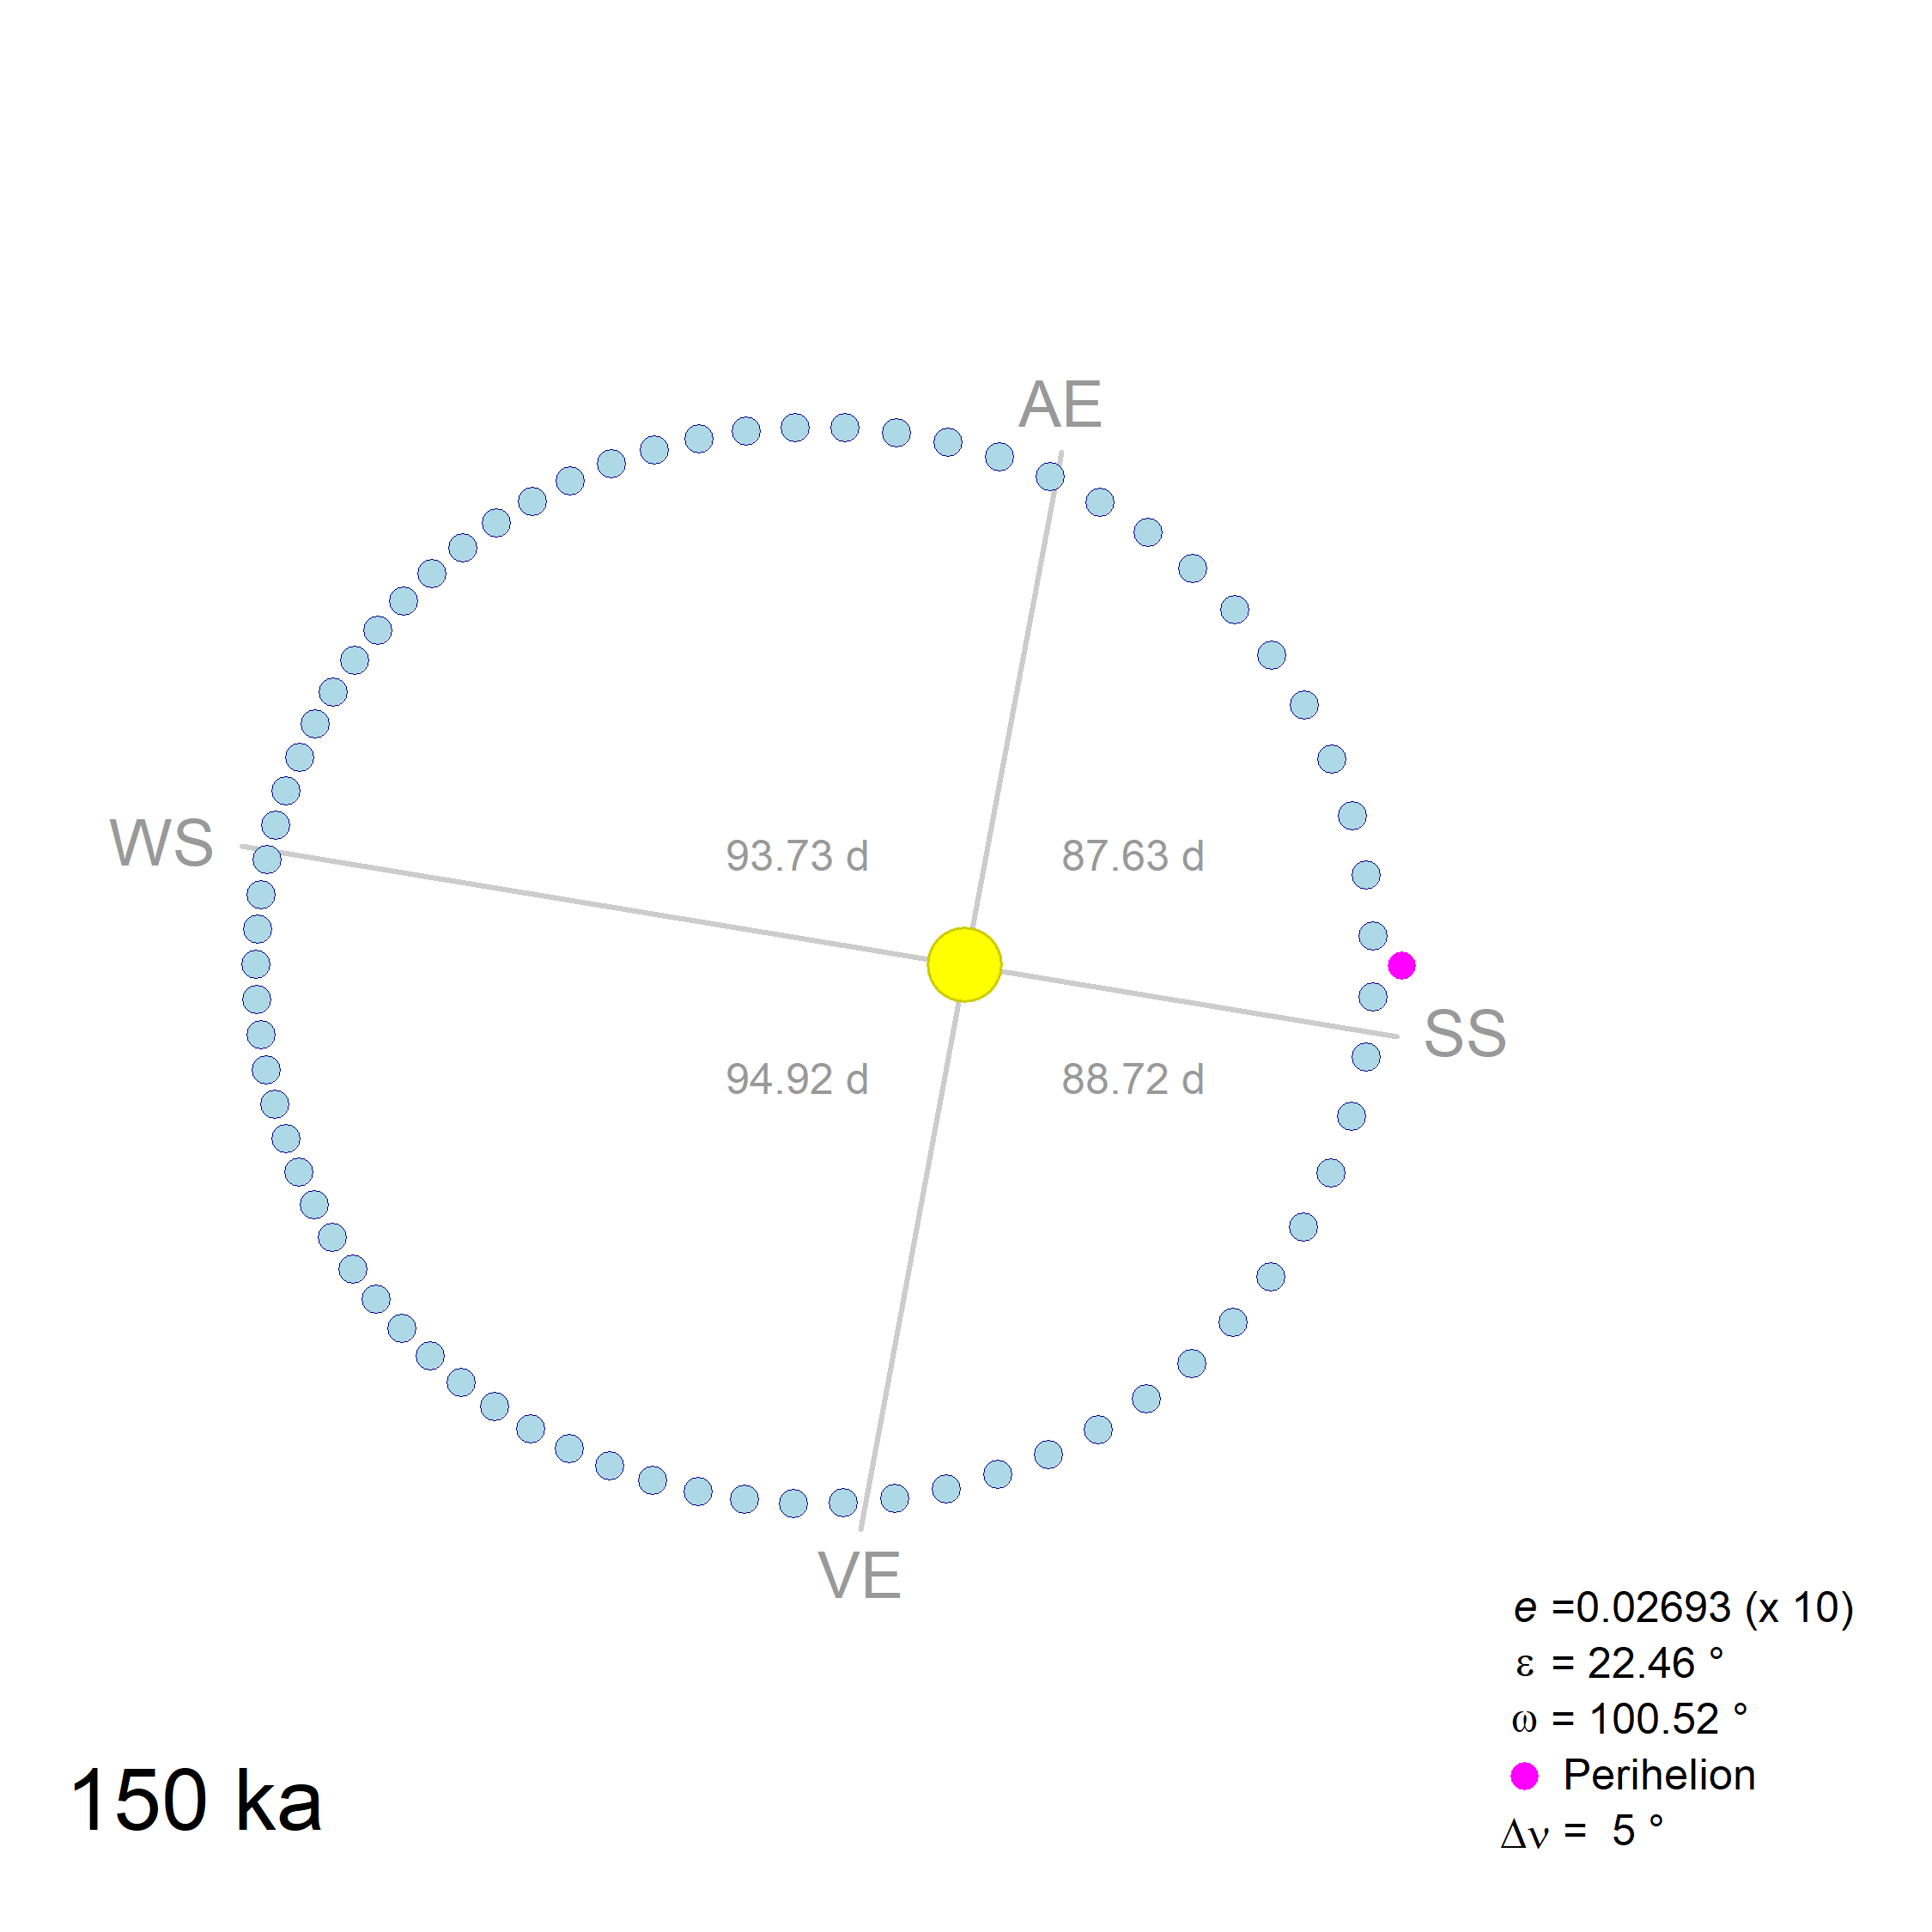 AE
WS
93.73 d
87.63 d
SS
94.92 d
88.72 d
VE
e =0.02693 (x 10)
ε = 22.46 °
ω = 100.52 °
Perihelion
Δν = 5 °
150 ka